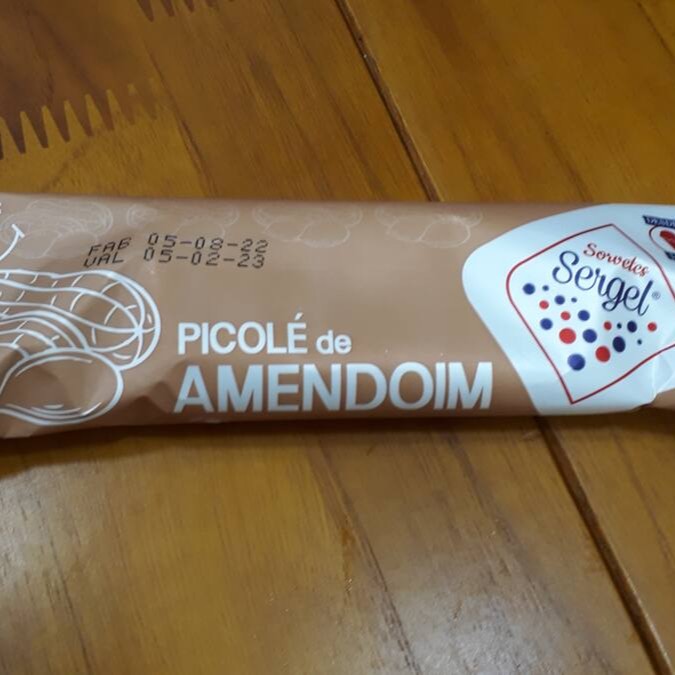 FAB 05-08-22
VAL 05-02-23
PICOLÉ de
AMENDOIM
Sorvetes
Sergel®